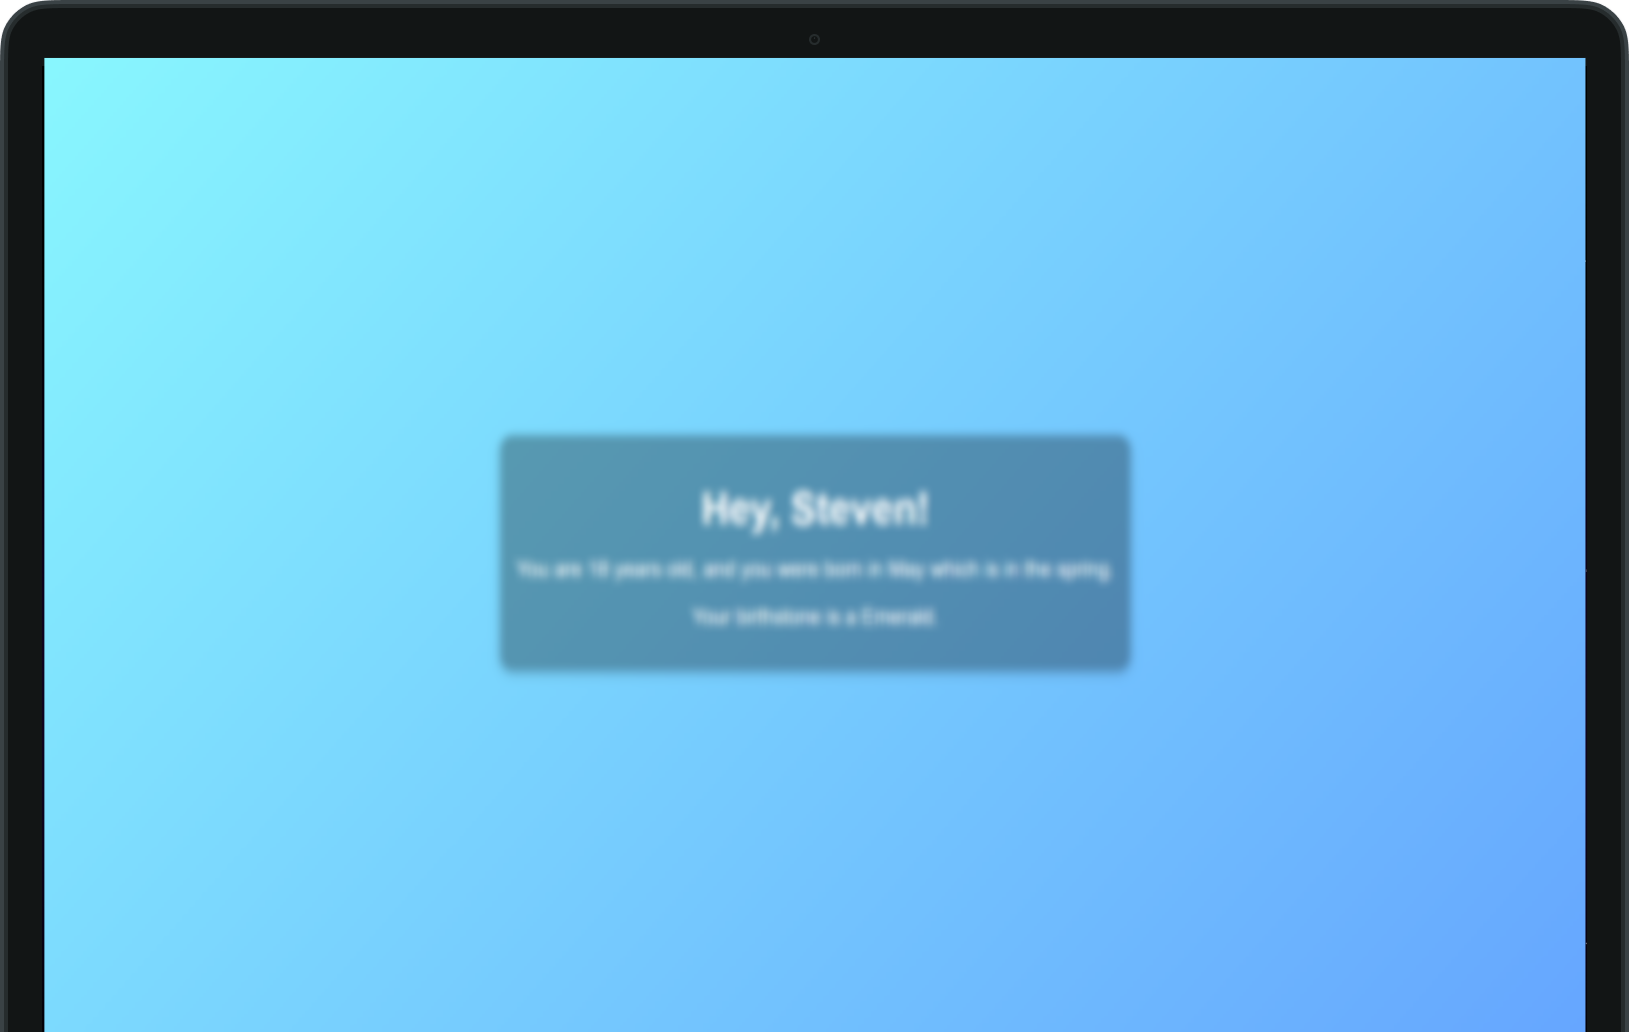 Hey, Steven!
You are 18 years old, and you were born in May which is in the spring.
Your birthstone is a Emerald.